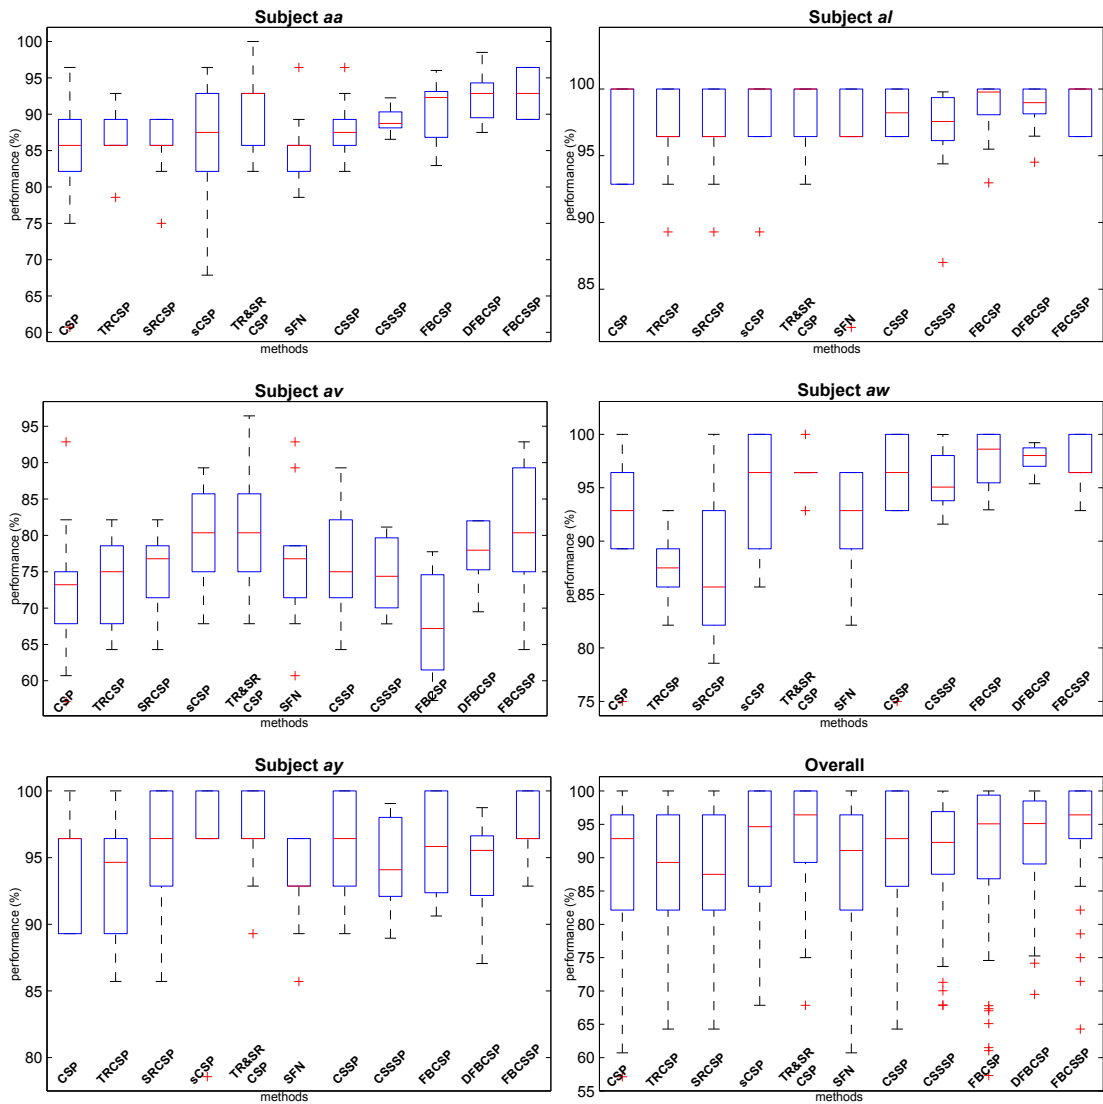 Subject aa
performance (%)
100
95
90
85
80
75
70
65
60
CSP
TRCSP
SRCSP
sCSP
TR&SR
CSP
SFN
CSSP
CSSSP
FBCSP
DFBCSP
FBCSSP
methods
Subject al
performance (%)
100
95
90
85
CSP
TRCSP
SRCSP
sCSP
TR&SR
CSP
SFN
CSSP
CSSSP
FBCSP
DFBCSP
FBCSSP
methods
Subject av
performance (%)
95
90
85
80
75
70
65
60
CSP
TRCSP
SRCSP
sCSP
TR&SR
CSP
SFN
CSSP
CSSSP
FBCSP
DFBCSP
FBCSSP
methods
Subject aw
performance (%)
100
95
90
85
80
75
CSP
TRCSP
SRCSP
sCSP
TR&SR
CSP
SFN
CSSP
CSSSP
FBCSP
DFBCSP
FBCSSP
methods
Subject ay
performance (%)
100
95
90
85
80
CSP
TRCSP
SRCSP
sCSP
TR&SR
CSP
SFN
CSSP
CSSSP
FBCSP
DFBCSP
FBCSSP
methods
Overall
performance (%)
100
95
90
85
80
75
70
65
60
55
CSP
TRCSP
SRCSP
sCSP
TR&SR
CSP
SFN
CSSP
CSSSP
FBCSP
DFBCSP
FBCSSP
methods